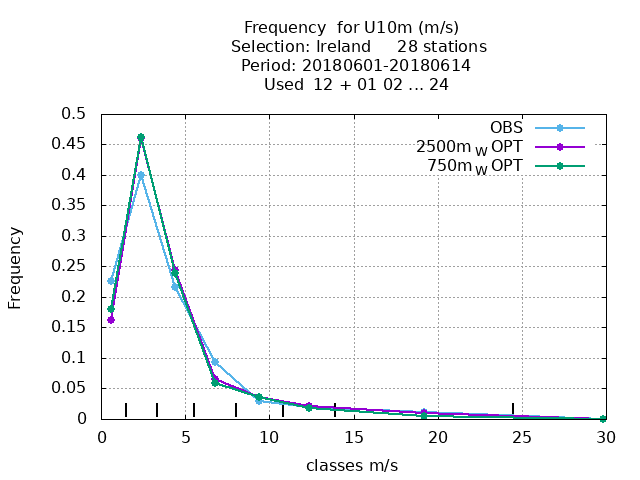 Frequency for U10m (m/s)
Selection: Ireland 28 stations
Period: 20180601-20180614
Used 12 + 01 02 ... 24
OBS
2500m W OPT
750m W OPT
Frequency
0.5
0.45
0.4
0.35
0.3
0.25
0.2
0.15
0.1
0.05
0
0 5 10 15 20 25 30
classes m/s